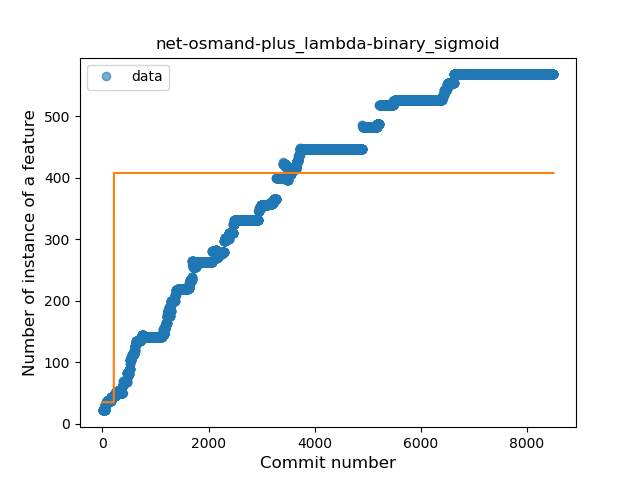 net-osmand-plus_lambda-binary_sigmoid
data
Number of instance of a feature
500
400
300
200
100
0
0 2000 4000 6000 8000
Commit number